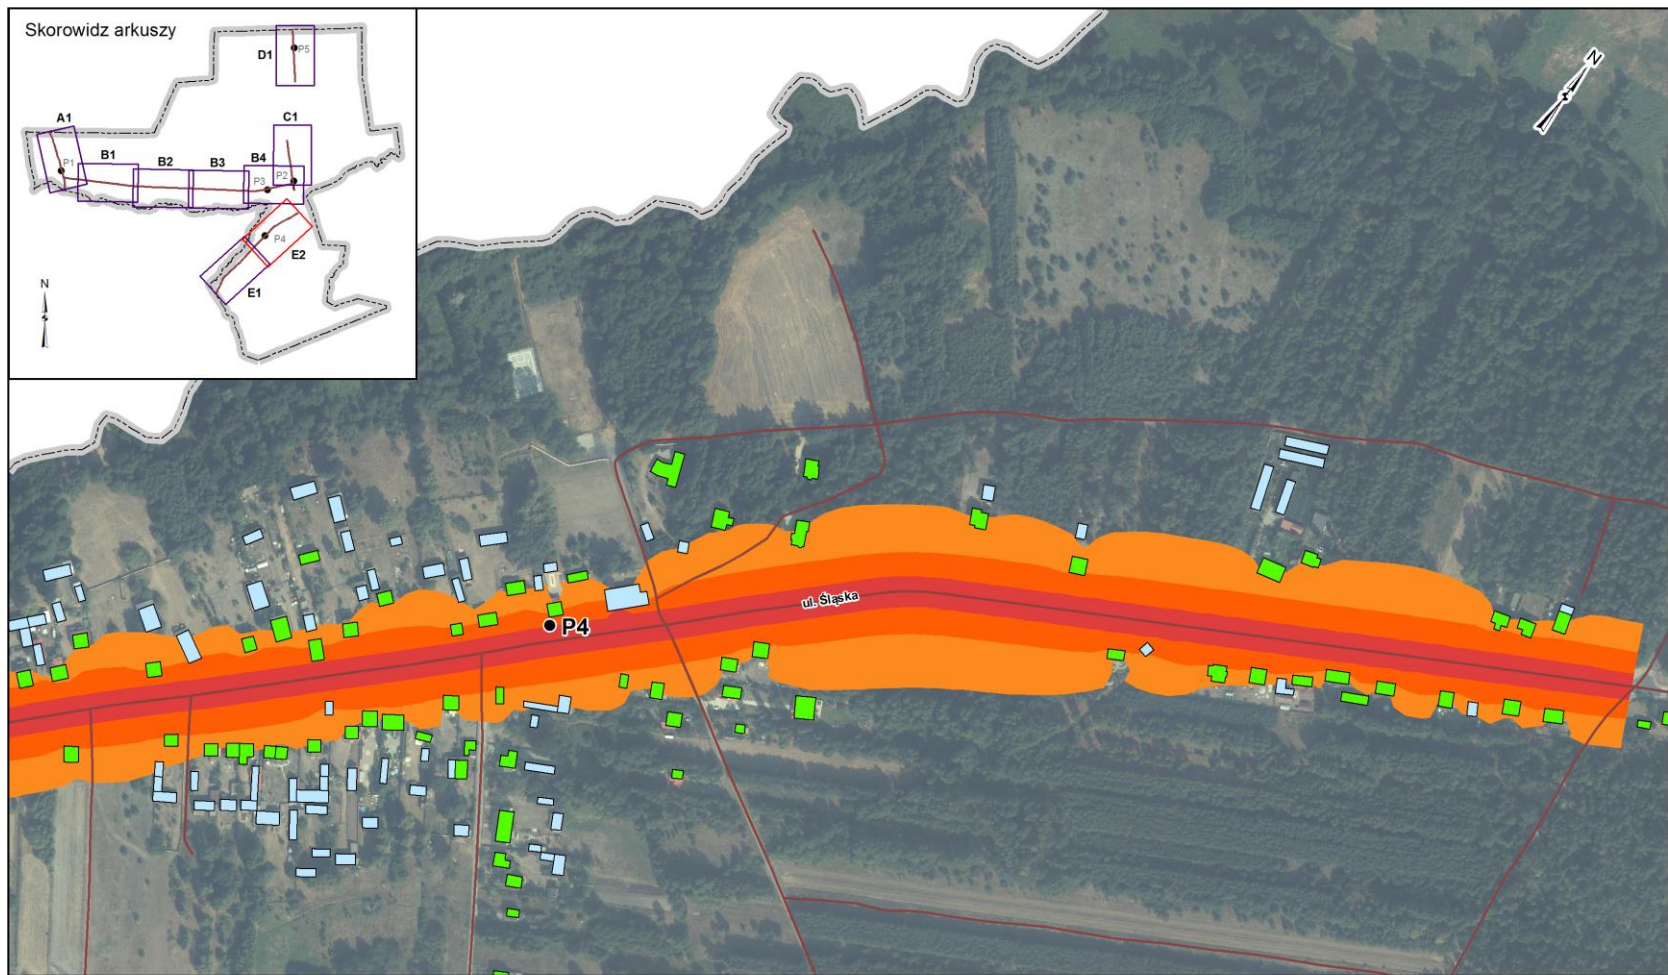 Skorowidz arkuszy
D1
P5
A1
C1
B1
B2
B3
B4
P1
P3
P2
P4
E2
E1
N
N
ul. Śląska
P4